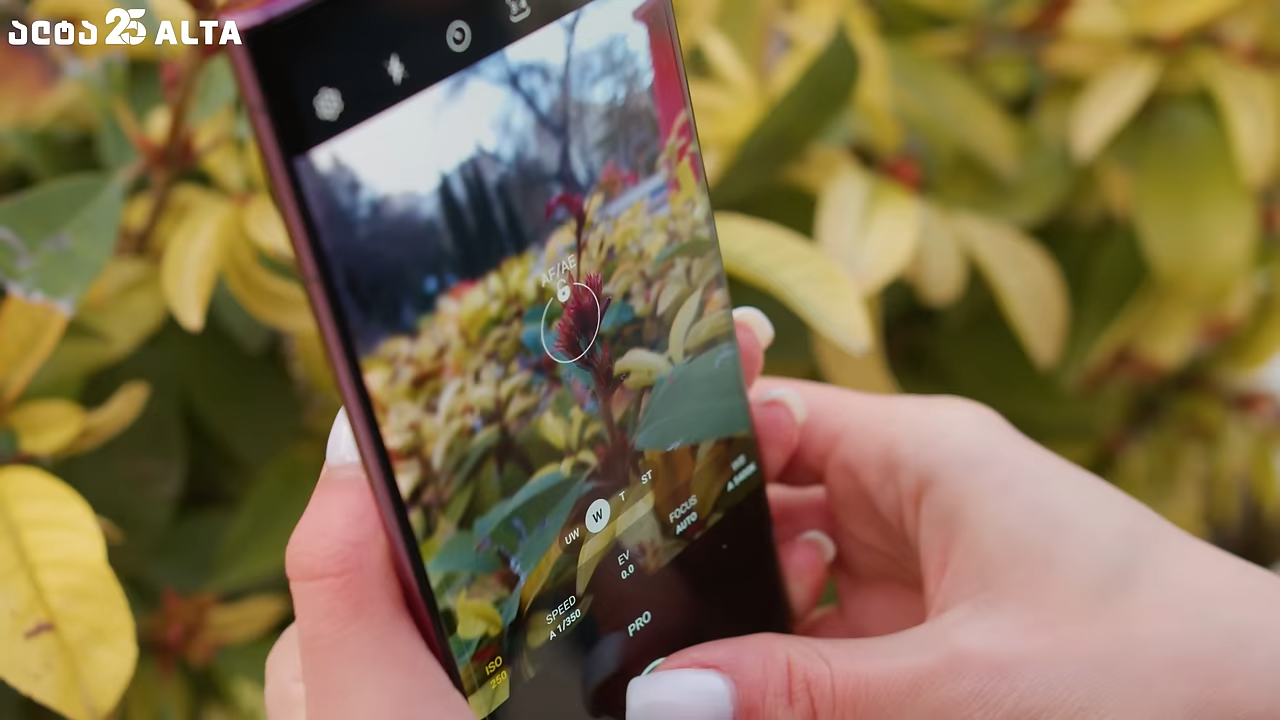 ალტა 25 ALTA
AF/AE
UW W T ST
FOCUS
AUTO
EV
0.0
SPEED
A 1/350
ISO
250
PRO